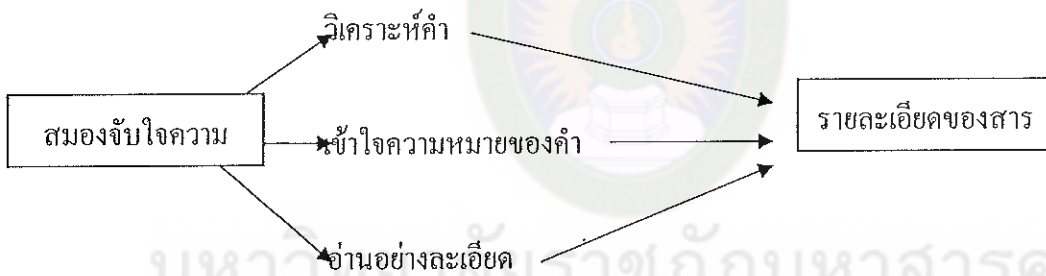 วิเคราะห์คำ
สมองจับใจความ
เข้าใจความหมายของคำ
รายละเอียดของสาร
อ่านอย่างละเอียด